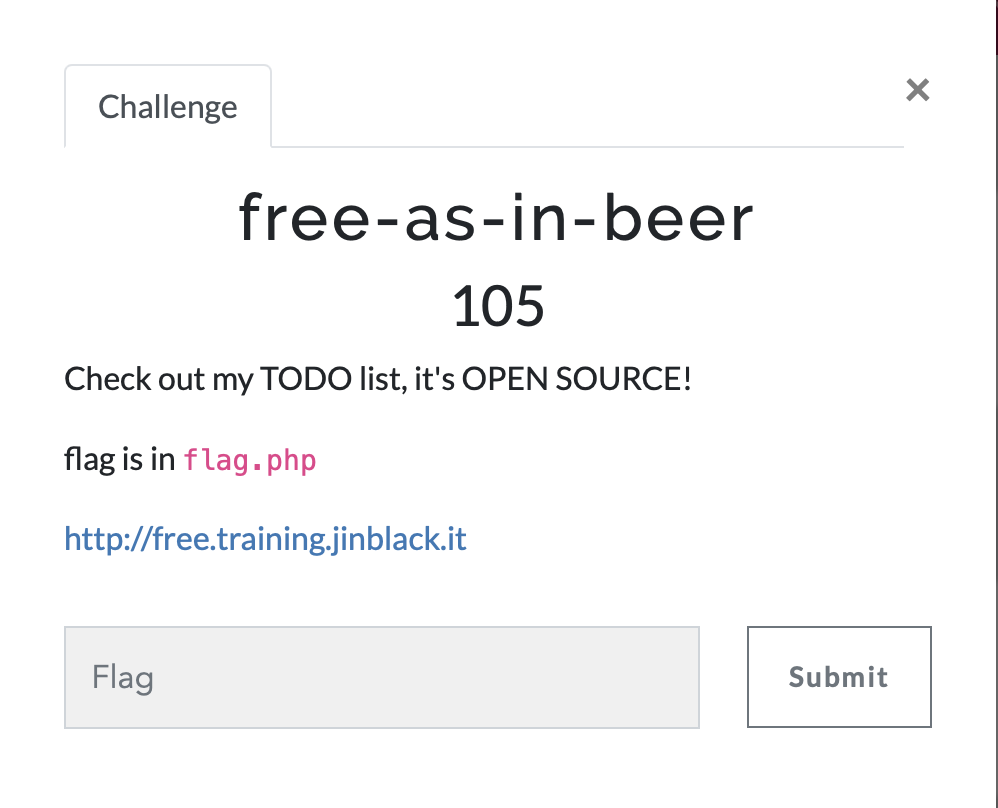 Challenge
×
free-as-in-beer
105
Check out my TODO list, it's OPEN SOURCE!
flag is in flag.php
http://free.training.jinblack.it
Flag
Submit